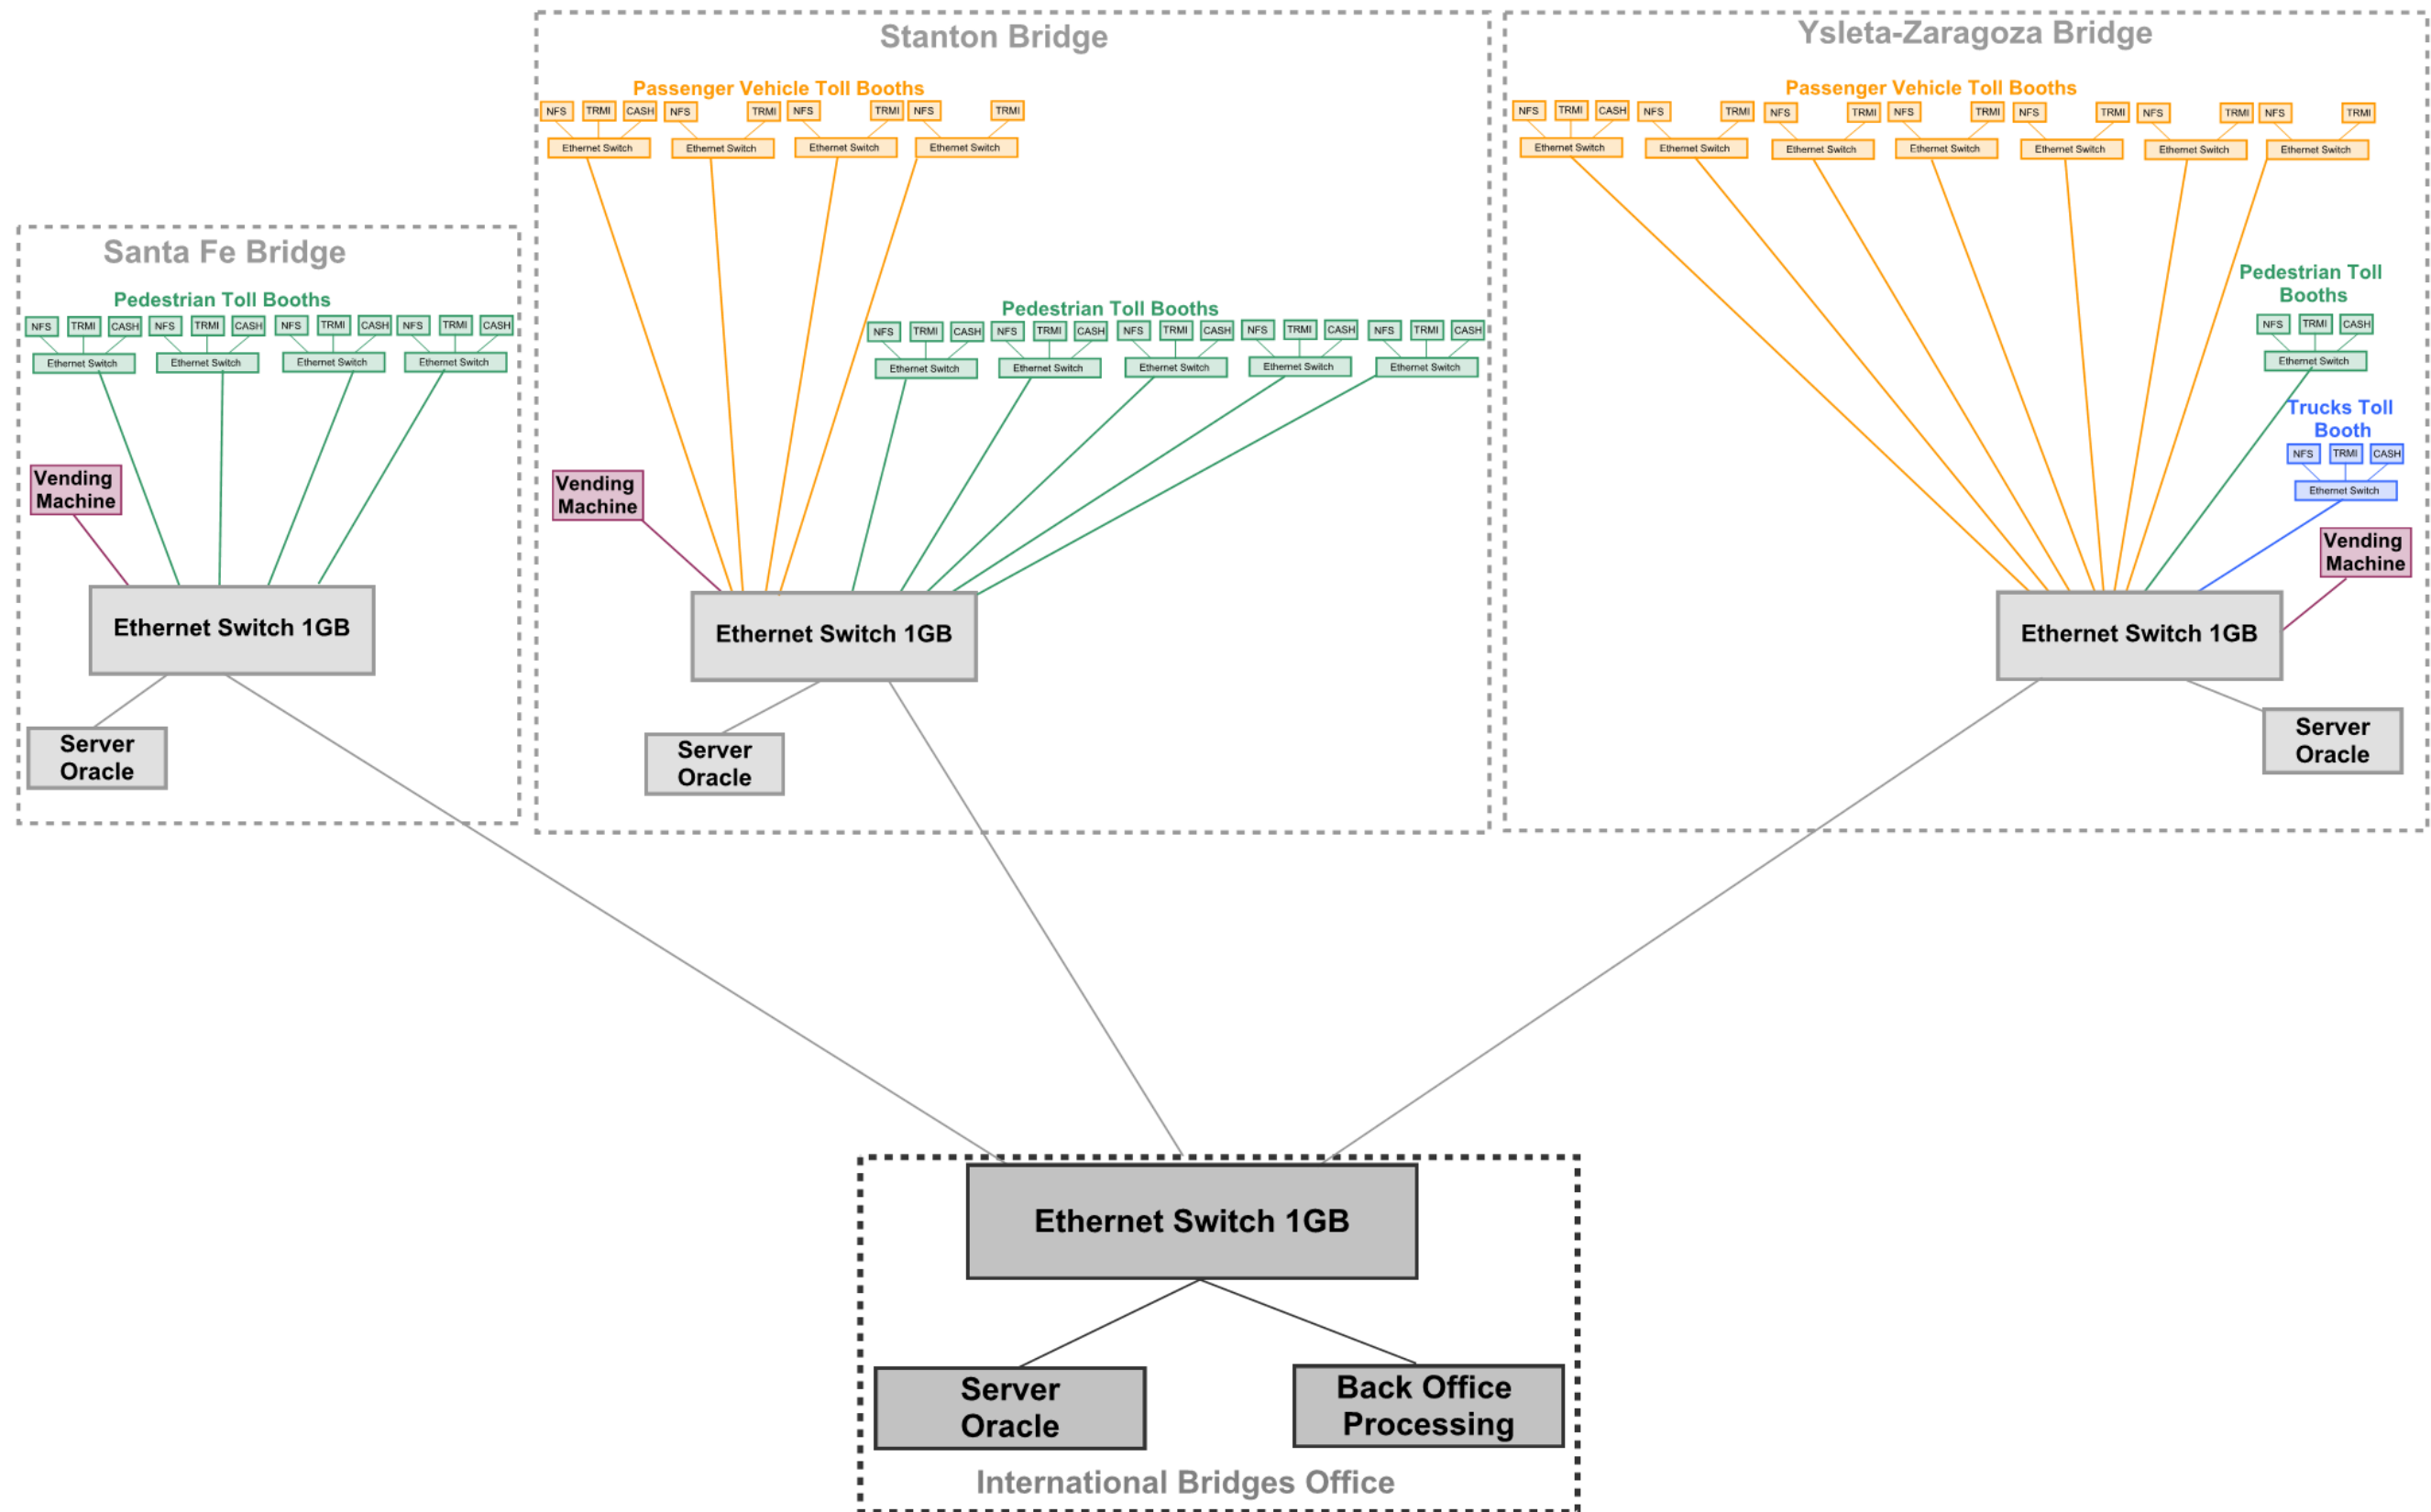 Stanton Bridge
Ysleta-Zaragoza Bridge
Passenger Vehicle Toll Booths
NFS TRMI CASH NFS TRMI NFS TRMI NFS TRMI
Ethernet Switch Ethernet Switch Ethernet Switch Ethernet Switch
Passenger Vehicle Toll Booths
NFS TRMI CASH NFS TRMI NFS TRMI NFS TRMI NFS TRMI NFS TRMI NFS TRMI
Ethernet Switch Ethernet Switch Ethernet Switch Ethernet Switch Ethernet Switch Ethernet Switch Ethernet Switch
Santa Fe Bridge
Pedestrian Toll Booths
NFS TRMI CASH NFS TRMI CASH NFS TRMI CASH NFS TRMI CASH
Ethernet Switch Ethernet Switch Ethernet Switch Ethernet Switch
Pedestrian Toll Booths
NFS TRMI CASH NFS TRMI CASH NFS TRMI CASH NFS TRMI CASH NFS TRMI CASH
Ethernet Switch Ethernet Switch Ethernet Switch Ethernet Switch Ethernet Switch
Pedestrian Toll
Booths
NFS TRMI CASH
Ethernet Switch
Trucks Toll
Booth
NFS TRMI CASH
Ethernet Switch
Vending
Machine
Vending
Machine
Vending
Machine
Ethernet Switch 1GB
Ethernet Switch 1GB
Ethernet Switch 1GB
Server
Oracle
Server
Oracle
Server
Oracle
Ethernet Switch 1GB
Server
Oracle
Back Office
Processing
International Bridges Office